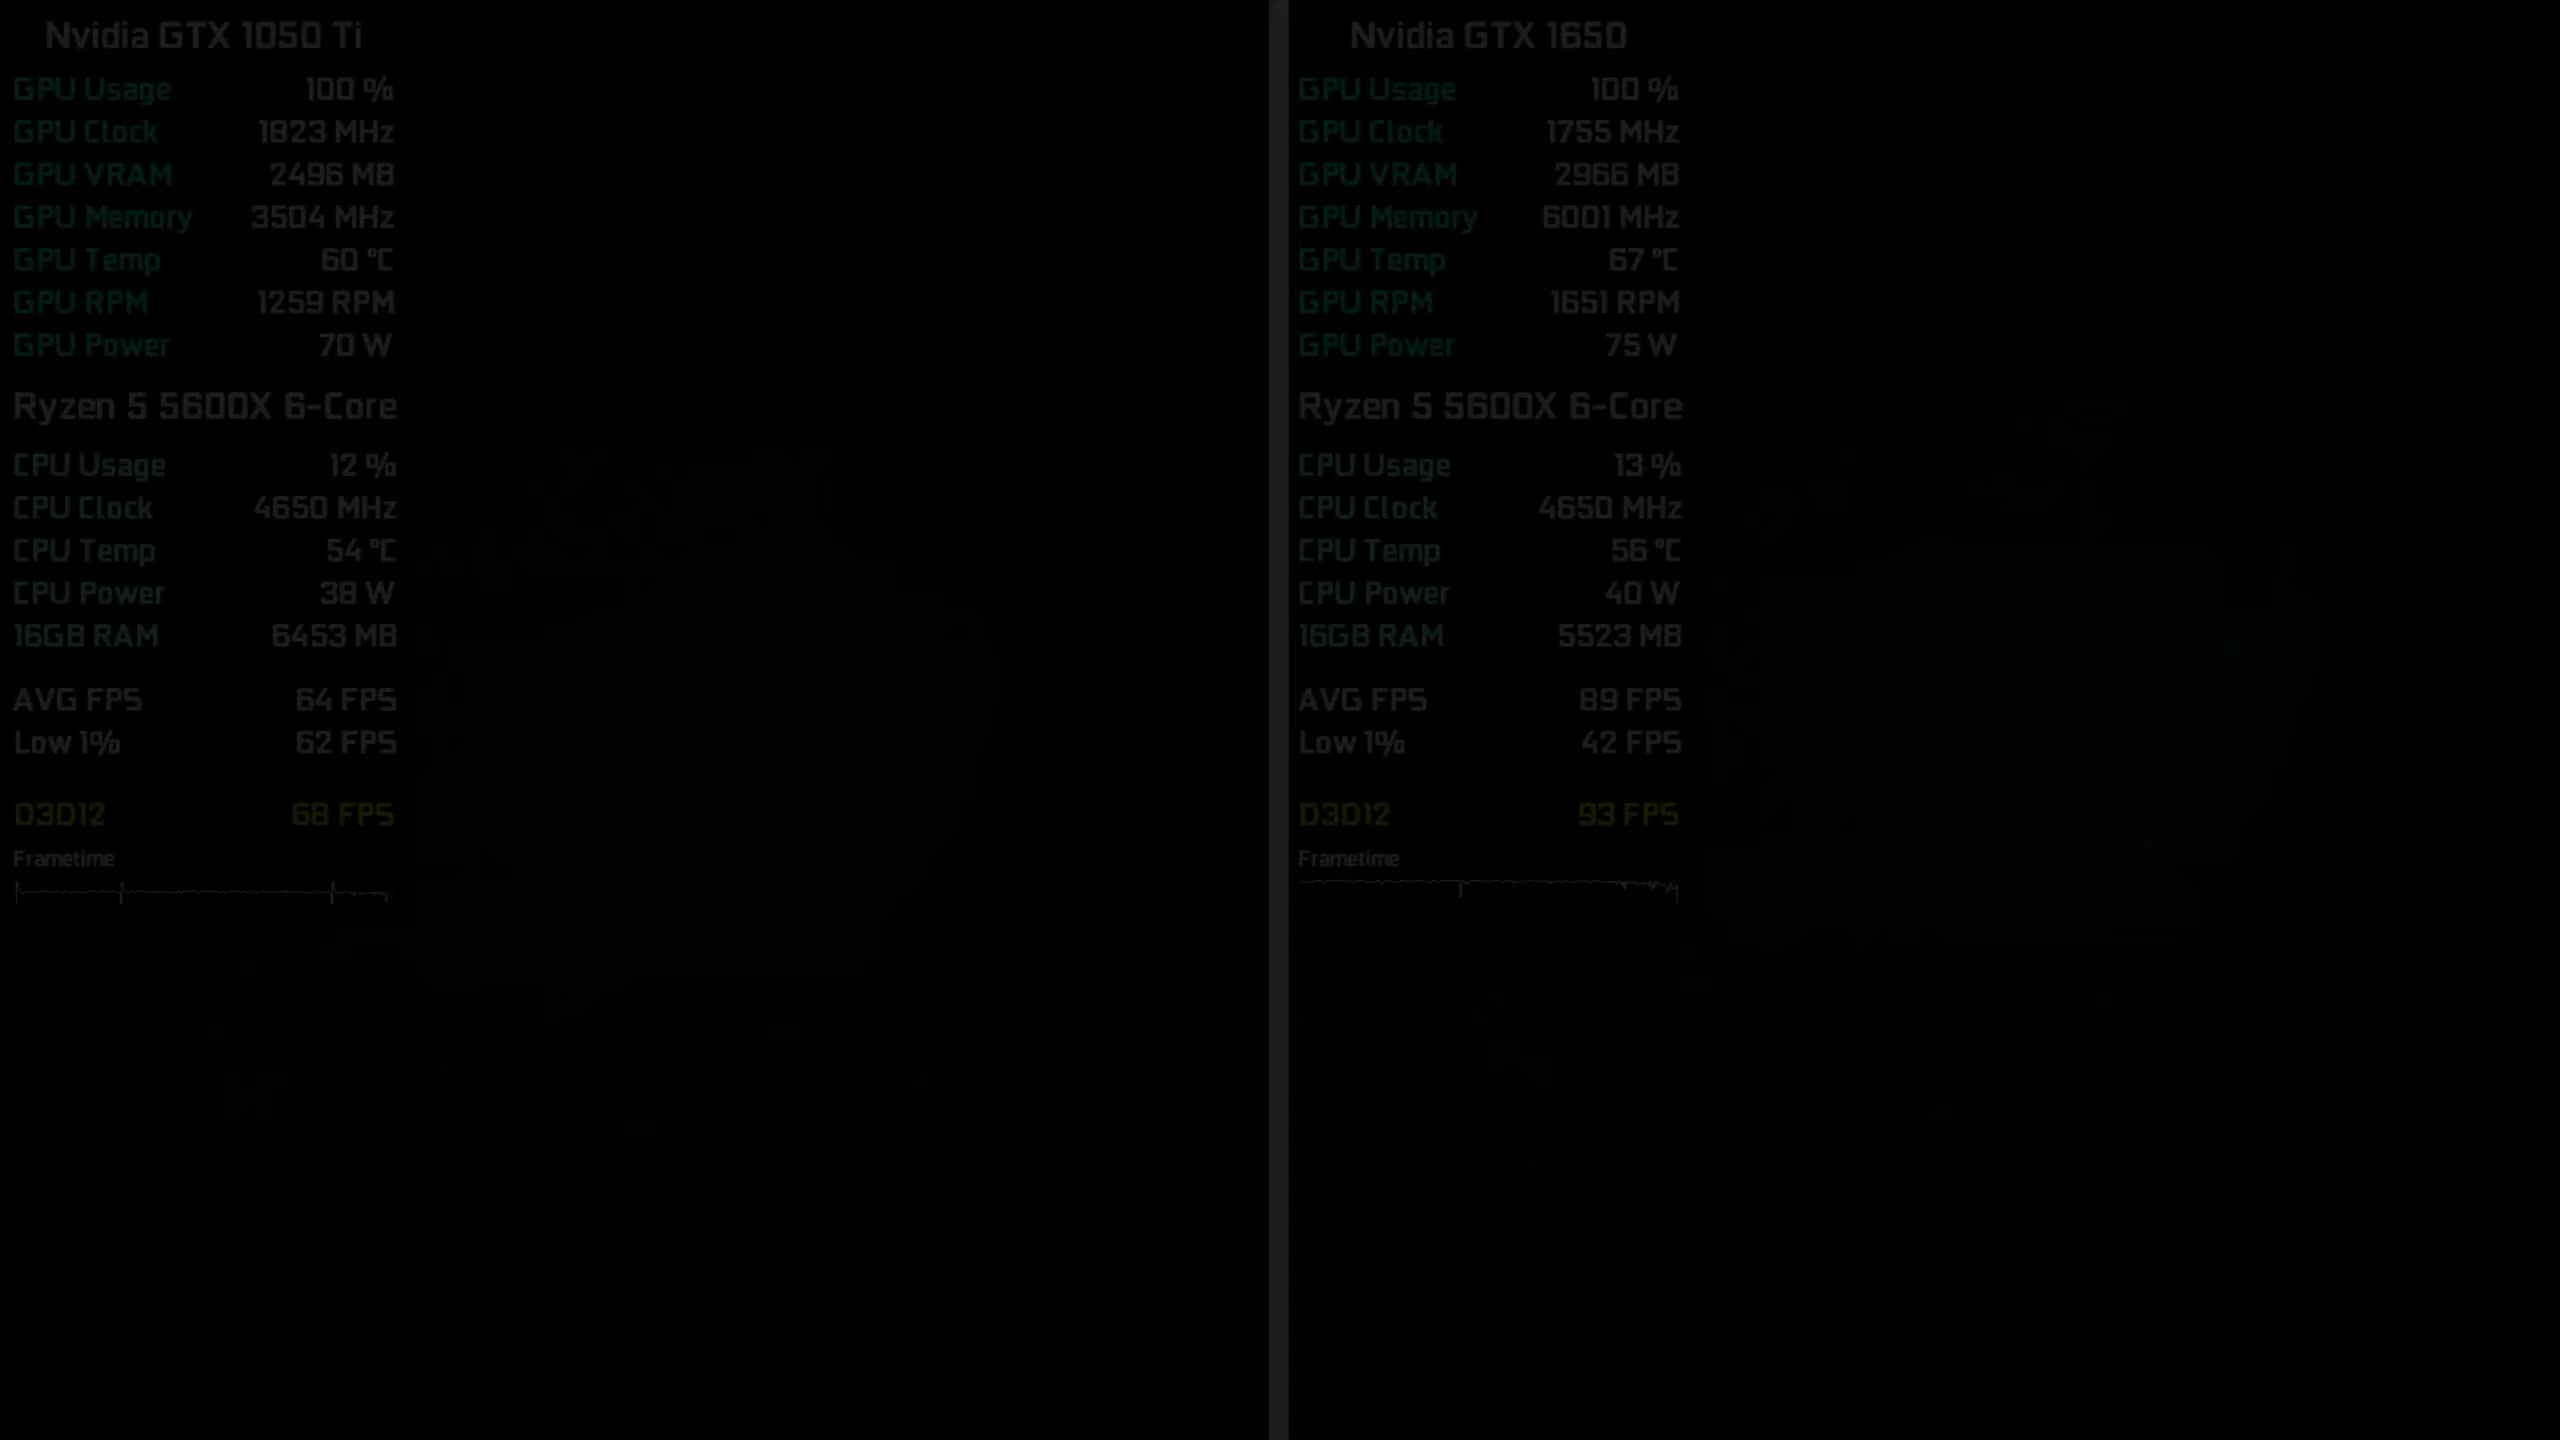 Nvidia GTX 1050 Ti
GPU Usage 100 %
GPU Clock 1823 MHz
GPU VRAM 2496 MB
GPU Memory 3504 MHz
GPU Temp 60 °C
GPU RPM 1259 RPM
GPU Power 70 W
Ryzen 5 5600X 6-Core
CPU Usage 12 %
CPU Clock 4650 MHz
CPU Temp 54 °C
CPU Power 38 W
16GB RAM 6453 MB
AVG FPS 64 FPS
Low 1% 62 FPS
D3D12 68 FPS
Frametime
Nvidia GTX 1650
GPU Usage 100 %
GPU Clock 1755 MHz
GPU VRAM 2966 MB
GPU Memory 6001 MHz
GPU Temp 67 °C
GPU RPM 1651 RPM
GPU Power 75 W
Ryzen 5 5600X 6-Core
CPU Usage 13 %
CPU Clock 4650 MHz
CPU Temp 56 °C
CPU Power 40 W
16GB RAM 5523 MB
AVG FPS 89 FPS
Low 1% 42 FPS
D3D12 93 FPS
Frametime